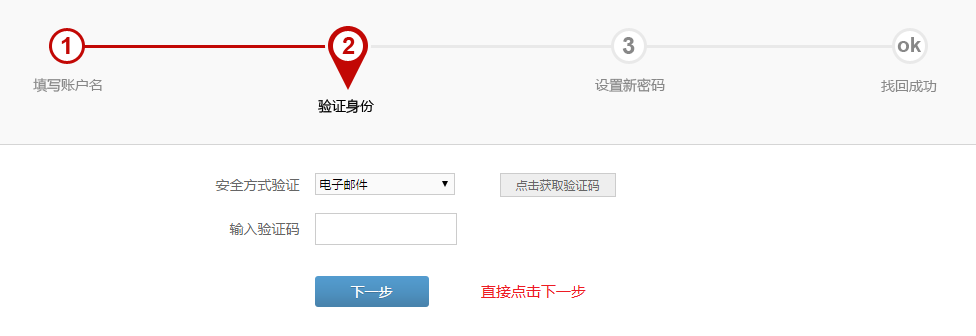 1 2 3 ok
填写账户名 验证身份 设置新密码 找回成功
安全方式验证 电子邮件 点击获取验证码
输入验证码
下一步 直接点击下一步